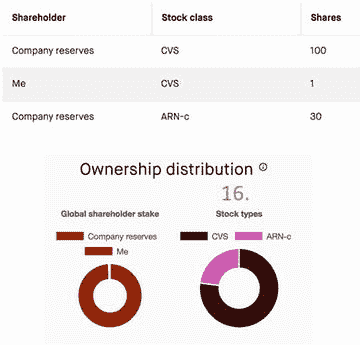 Shareholder Stock class Shares
Company reserves CVS 100
Me CVS 1
Company reserves ARN-c 30
Ownership distribution
16.
Global shareholder stake Stock types
Company reserves CVS ARN-c
Me